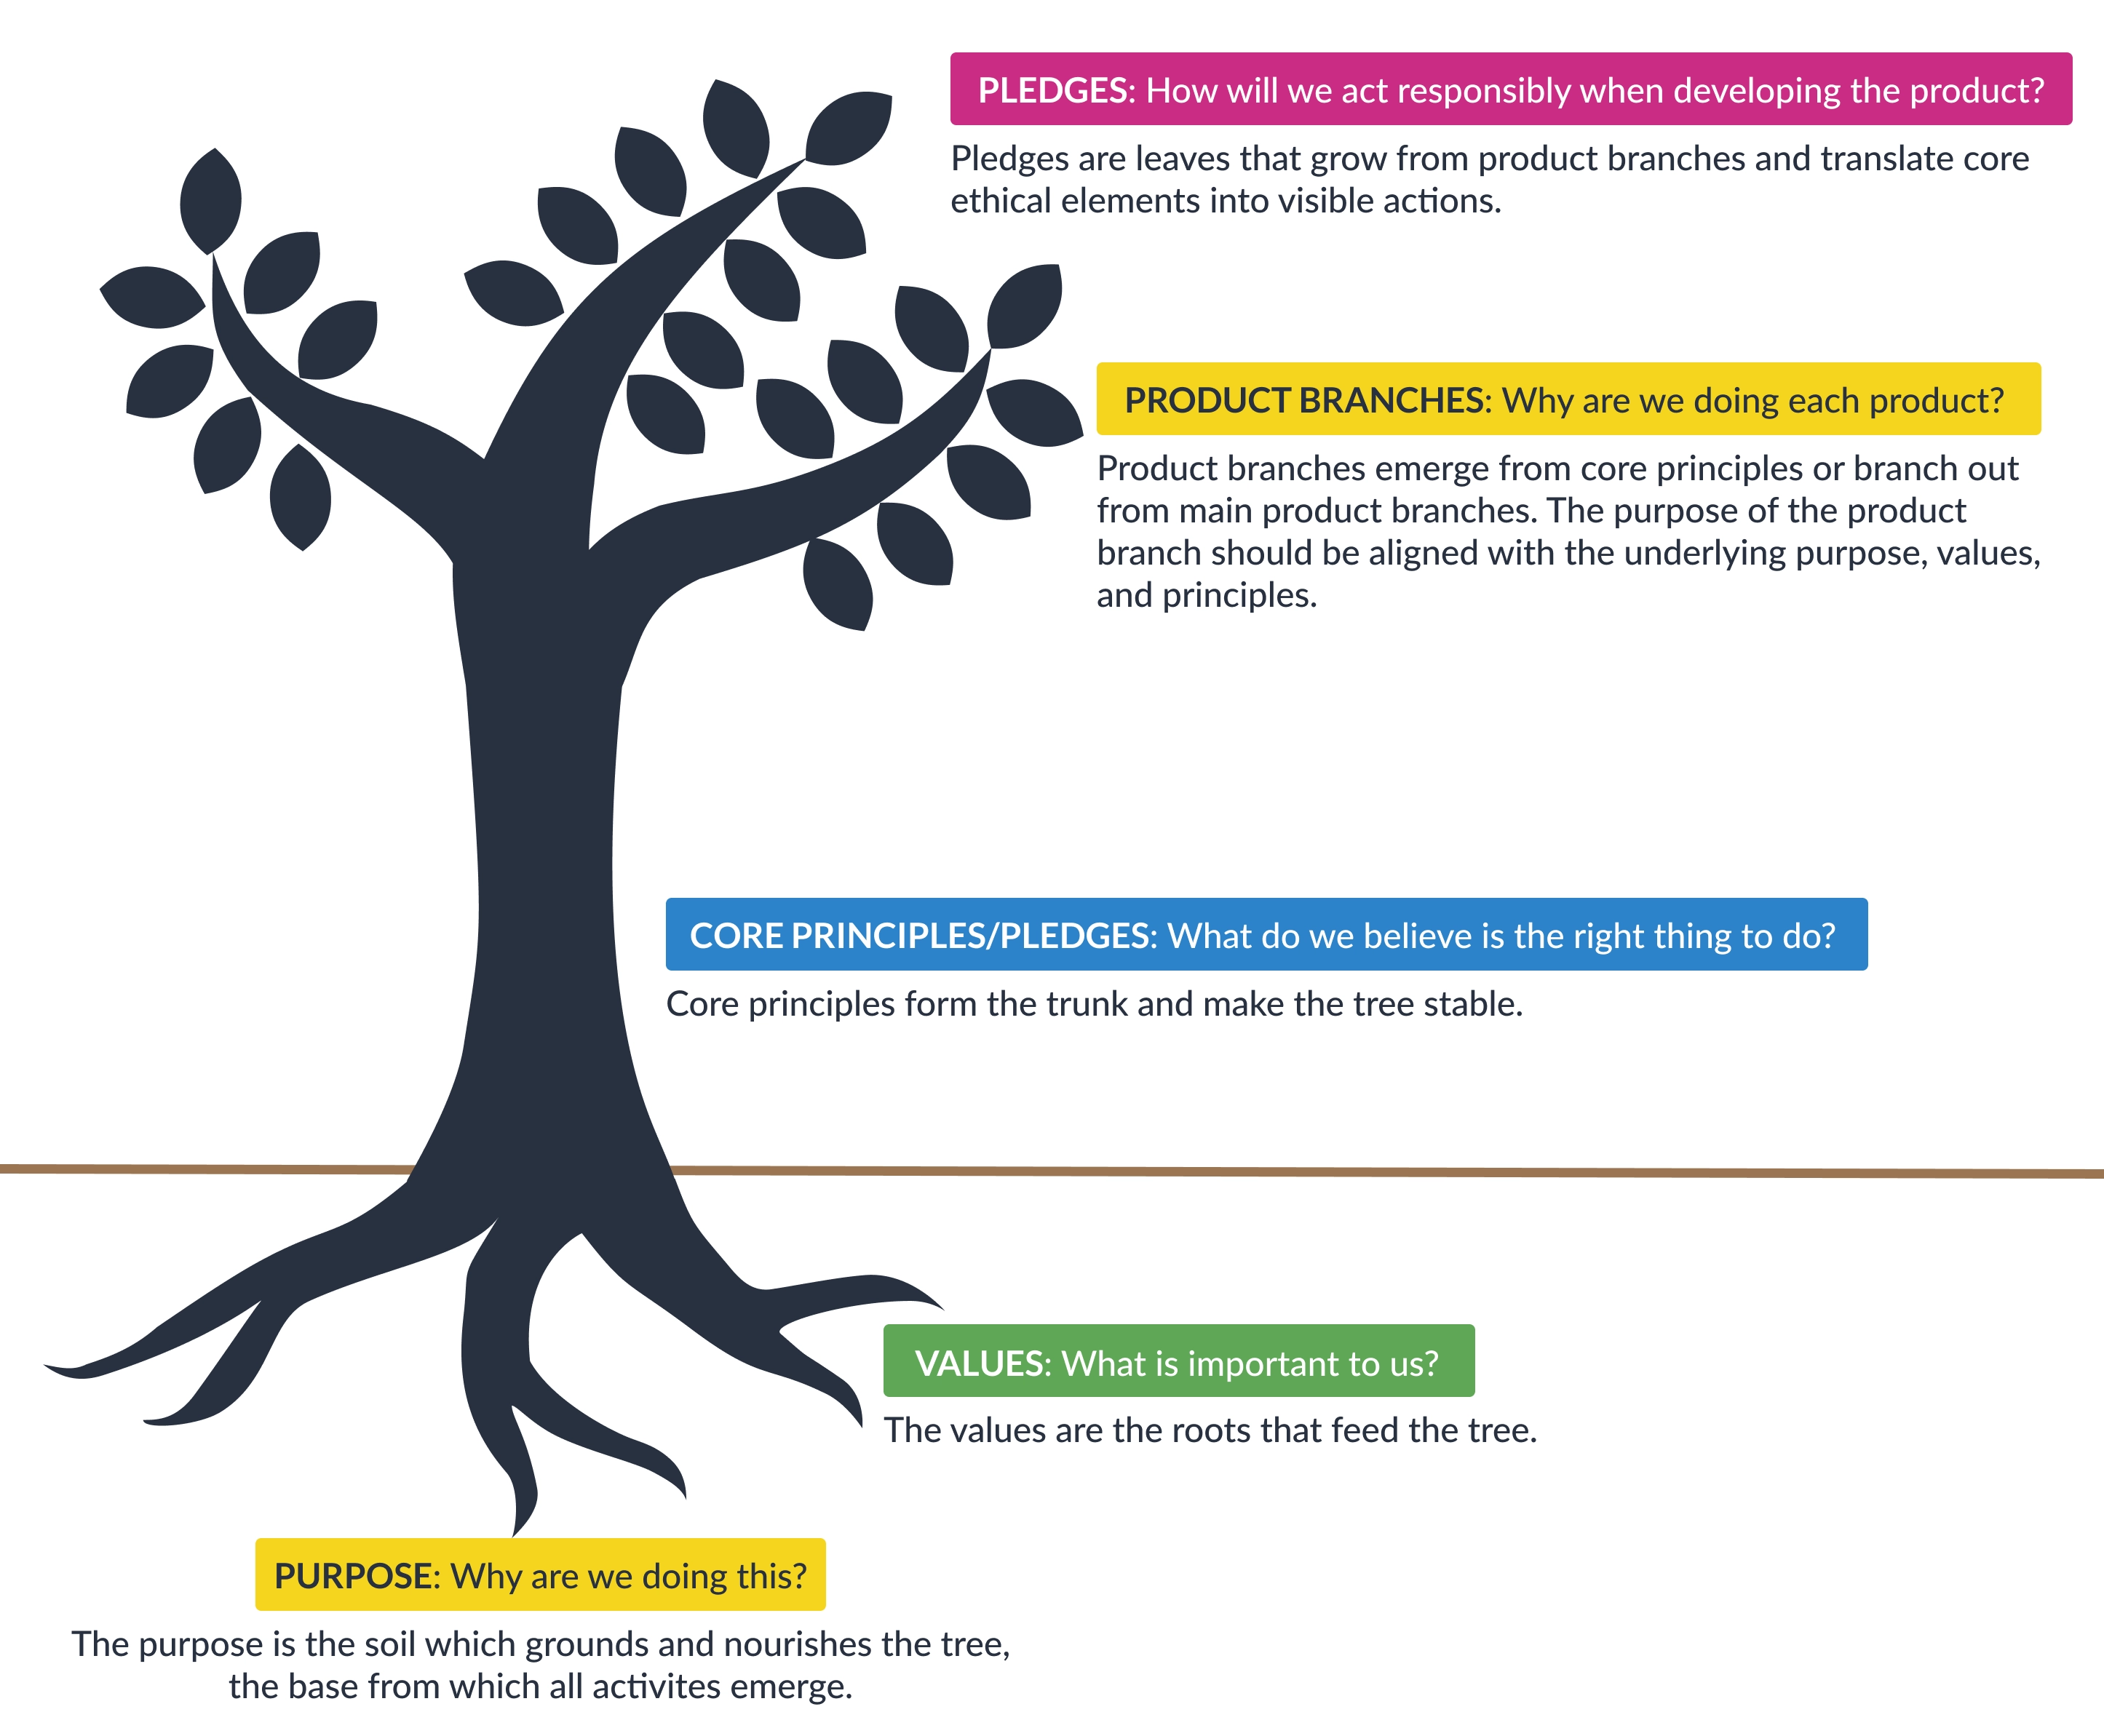 PLEDGES: How will we act responsibly when developing the product?
Pledges are leaves that grow from product branches and translate core
ethical elements into visible actions.
PRODUCT BRANCHES: Why are we doing each product?
Product branches emerge from core principles or branch out
from main product branches. The purpose of the product
branch should be aligned with the underlying purpose, values,
and principles.
CORE PRINCIPLES/PLEDGES: What do we believe is the right thing to do?
Core principles form the trunk and make the tree stable.
VALUES: What is important to us?
The values are the roots that feed the tree.
PURPOSE: Why are we doing this?
The purpose is the soil which grounds and nourishes the tree,
the base from which all activites emerge.